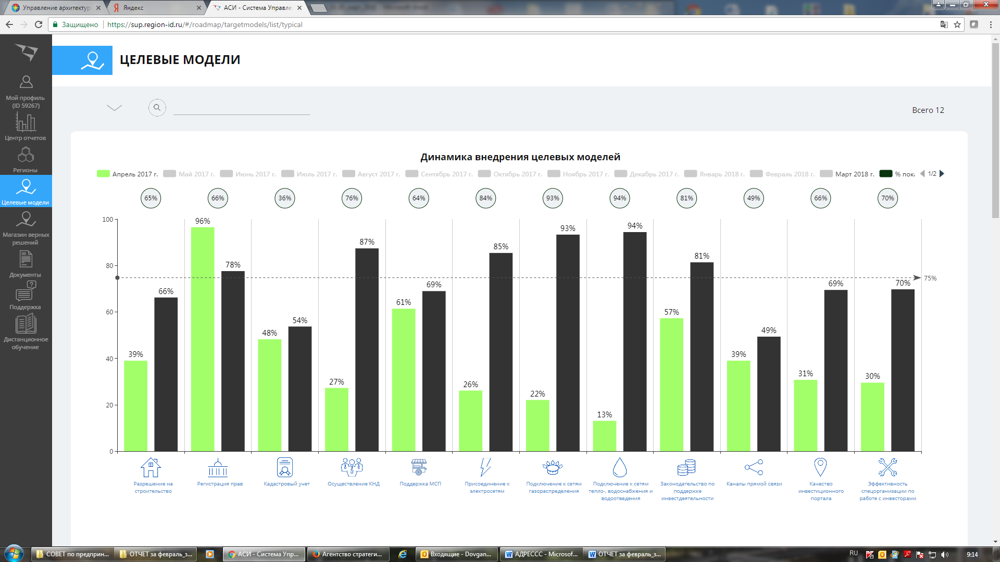 Управление архитектур
Яндекс
АСИ - Система Управле
Защищено
https://sup.region-id.ru/#/roadmap/targetmodels/list/typical
ЦЕЛЕВЫЕ МОДЕЛИ
Мой профиль
(ID 59267)
Центр отчетов
Регионы
Целевые модели
Магазин верных
решений
Документы
Поддержка
Дистанционное
обучение
Всего 12
Динамика внедрения целевых моделей
Апрель 2017 г. Май 2017 г. Июнь 2017 г. Июль 2017 г. Август 2017 г. Сентябрь 2017 г. Октябрь 2017 г. Ноябрь 2017 г. Декабрь 2017 г. Январь 2018 г. Февраль 2018 г. Март 2018 г. % пока 1/2
65% 66% 36% 76% 64% 84% 93% 94% 81% 49% 66% 70%
100
80
60
40
20
0
75%
39% 66%
96% 78%
48% 54%
27% 87%
61% 69%
26% 85%
22% 93%
13% 94%
57% 81%
39% 49%
31% 69%
30% 70%
Разрешение на
строительство
Регистрация прав
Кадастровый учет
Осуществление КНД
Поддержка МСП
Присоединение к
электросетям
Подключение к сетям
газораспределения
Подключение к сетям
тепло-, водоснабжения и
водоотведения
Законодательство по
поддержке
инвестдеятельности
Каналы прямой связи
Качество
инвестиционного
портала
Эффективность
спецорганизации по
работе с инвесторами
СОВЕТ по предприн...
ОТЧЕТ за февраль_з...
АСИ - Система Упр...
Агентство стратеги...
Входящие - Dovgan...
АДРЕССС - Microsof...
ОТЧЕТ за февраль_з...
RU
9:14